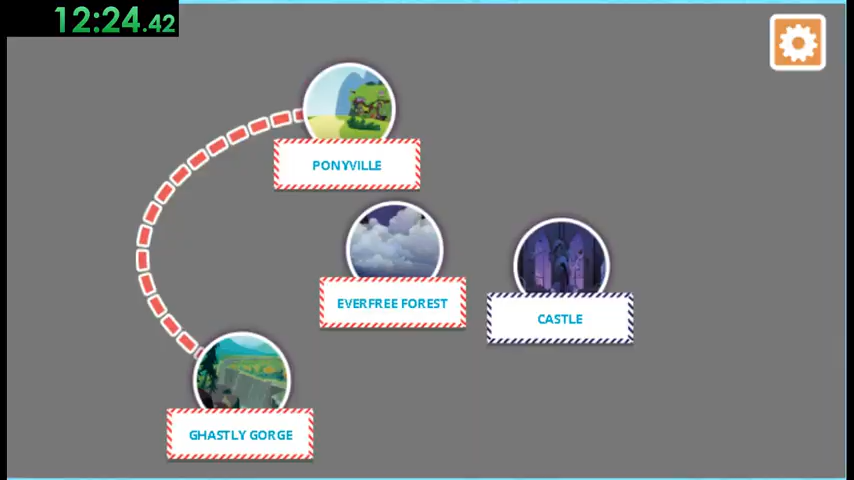 12:24.42
PONYVILLE
EVERFREE FOREST
CASTLE
GHASTLY GORGE